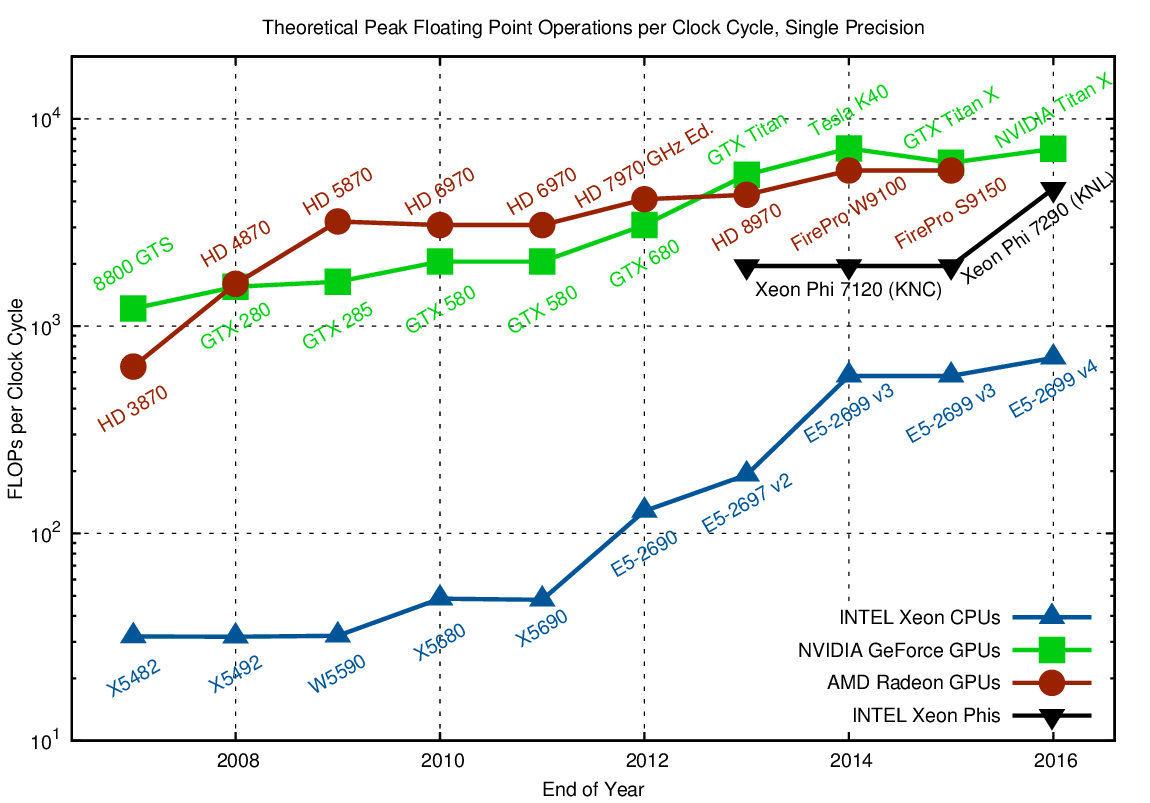 Theoretical Peak Floating Point Operations per Clock Cycle, Single Precision
FLOPs per Clock Cycle
10^4
10^3
10^2
10^1
8800 GTS
GTX 280
GTX 285
GTX 580
GTX 580
GTX 680
GTX Titan
Tesla K40
GTX Titan X
NVIDIA Titan X
HD 3870
HD 4870
HD 5870
HD 6970
HD 6970
HD 7970 GHz Ed.
HD 8970
FirePro W9100
FirePro S9150
Xeon Phi 7120 (KNC)
Xeon Phi 7290 (KNL)
X5482
X5492
W5590
X5680
X5690
E5-2690
E5-2697 v2
E5-2699 v3
E5-2699 v3
E5-2699 v4
INTEL Xeon CPUs
NVIDIA GeForce GPUs
AMD Radeon GPUs
INTEL Xeon Phis
2008
2010
2012
2014
2016
End of Year